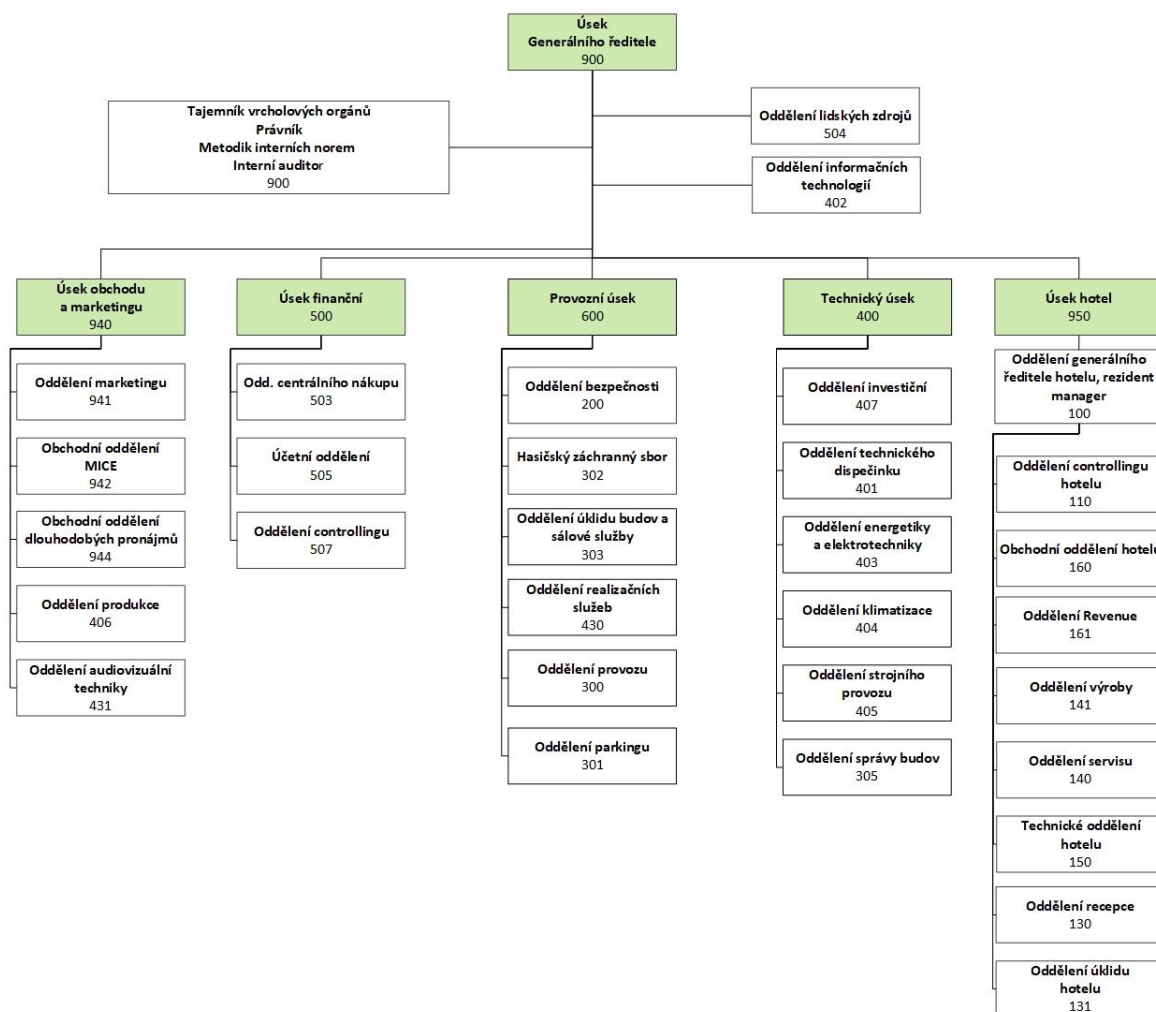 Úsek
Generálního ředitele
900
Tajemník vrcholových orgánů
Právník
Metodik interních norem
Interní auditor
900
Oddělení lidských zdrojů
504
Oddělení informačních
technologií
402
Úsek obchodu
a marketingu
940
Oddělení marketingu
941
Obchodní oddělení
MICE
942
Obchodní oddělení
dlouhodobých pronájmů
944
Oddělení produkce
406
Oddělení audiovizuální
techniky
431
Úsek finanční
500
Odd. centrálního nákupu
503
Účetní oddělení
505
Oddělení controllingu
507
Provozní úsek
600
Oddělení bezpečnosti
200
Hasičský záchranný sbor
302
Oddělení úklidu budov a
sálové služby
303
Oddělení realizačních
služeb
430
Oddělení provozu
300
Oddělení parkingu
301
Technický úsek
400
Oddělení investiční
407
Oddělení technického
dispečinku
401
Oddělení energetiky
a elektrotechniky
403
Oddělení klimatizace
404
Oddělení strojního
provozu
405
Oddělení správy budov
305
Úsek hotel
950
Oddělení generálního
ředitele hotelu, rezident
manager
100
Oddělení controllingu
hotelu
110
Obchodní oddělení hotelu
160
Oddělení Revenue
161
Oddělení výroby
141
Oddělení servisu
140
Technické oddělení
hotelu
150
Oddělení recepce
130
Oddělení úklidu
hotelu
131